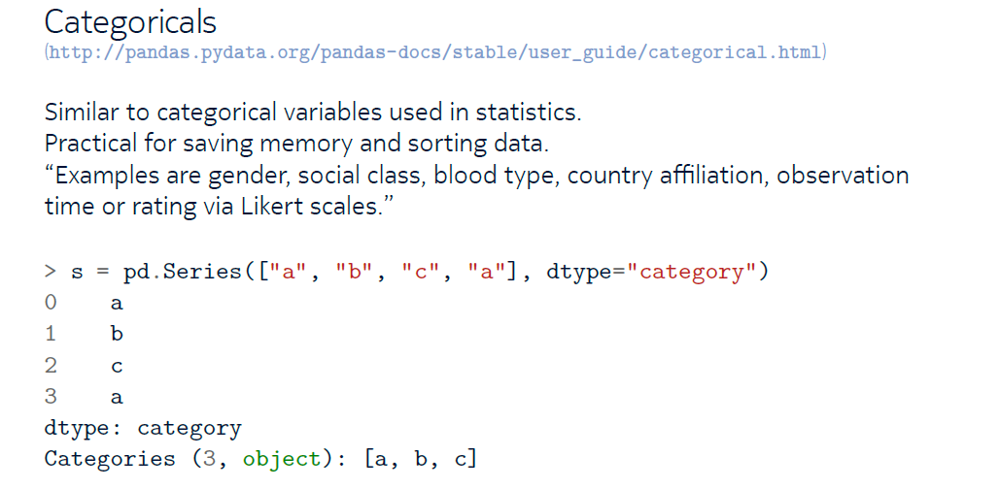 Categoricals
(http://pandas.pydata.org/pandas-docs/stable/user_guide/categorical.html)
Similar to categorical variables used in statistics.
Practical for saving memory and sorting data.
“Examples are gender, social class, blood type, country affiliation, observation
time or rating via Likert scales.”
> s = pd.Series(["a", "b", "c", "a"], dtype="category")
0 a
1 b
2 c
3 a
dtype: category
Categories (3, object): [a, b, c]